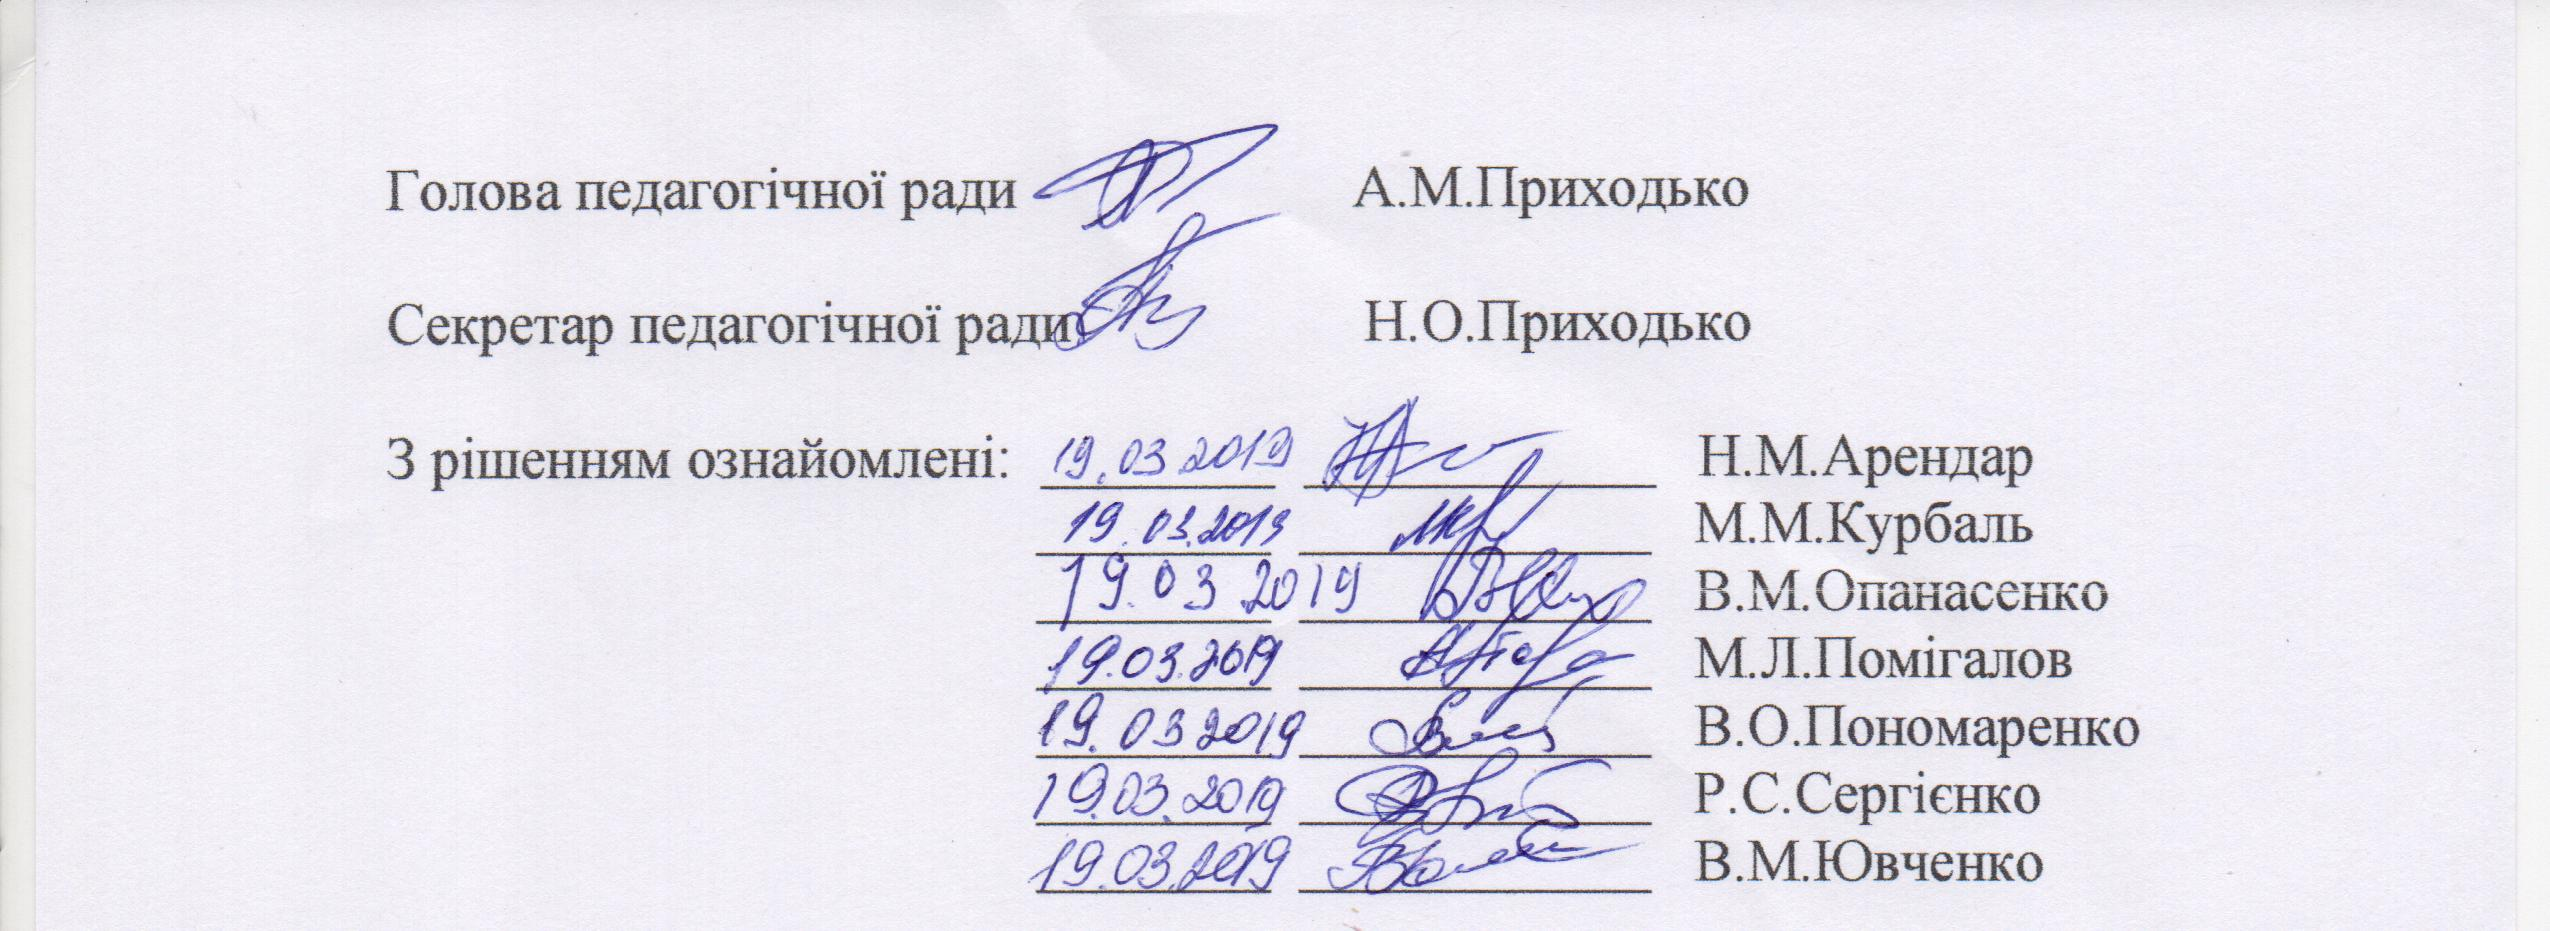 Голова педагогічної ради А.М.Приходько
Секретар педагогічної ради Н.О.Приходько
З рішенням ознайомлені: 19.03.2019 Н.М.Арендар
19.03.2019 М.М.Курбаль
19.03 2019 В.М.Опанасенко
19.03.2019 М.Л.Помігалов
19.03 2019 В.О.Пономаренко
19.03.2019 Р.С.Сергієнко
19.03.2019 В.М.Ювченко